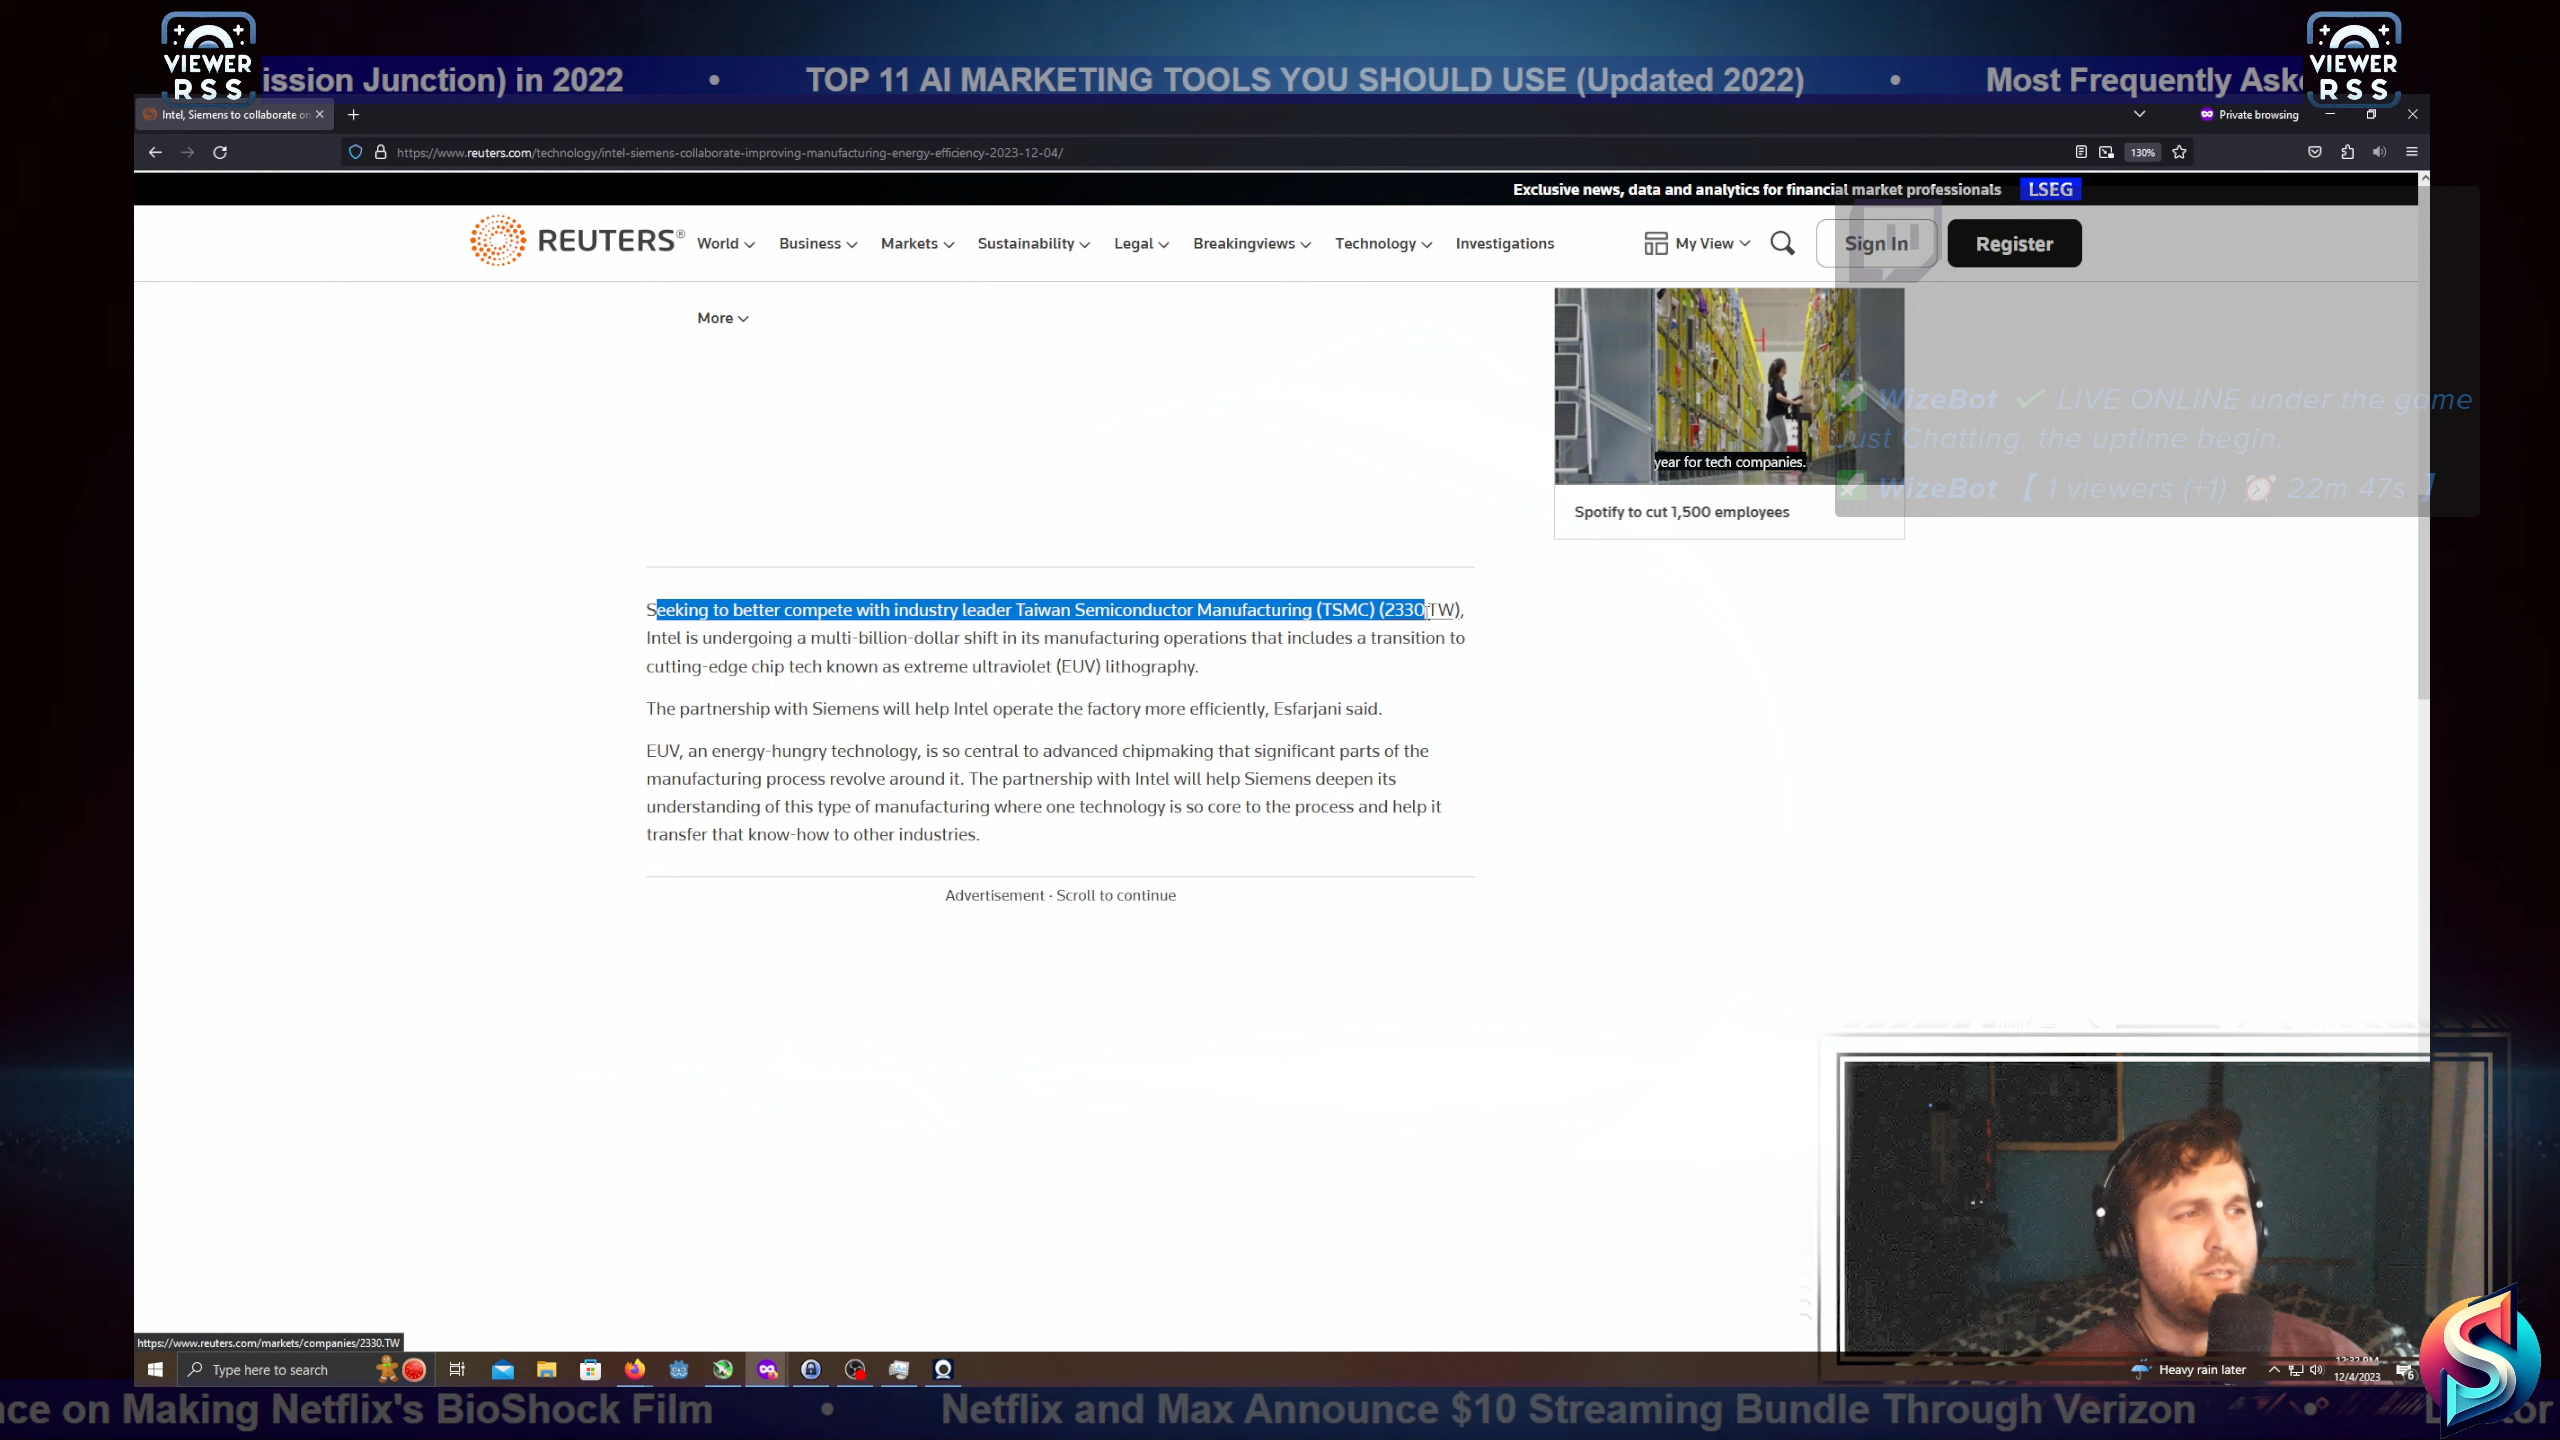 VIEWER
RSS
ission Junction) in 2022 • TOP 11 AI MARKETING TOOLS YOU SHOULD USE (Updated 2022) • Most Frequently Aske
VIEWER
RSS
Intel, Siemens to collaborate on
Private browsing
https://www.reuters.com/technology/intel-siemens-collaborate-improving-manufacturing-energy-efficiency-2023-12-04/
130%
Exclusive news, data and analytics for financial market professionals LSEG
REUTERS®
World Business Markets Sustainability Legal Breakingviews Technology Investigations
My View Sign In Register
More
year for tech companies.
Spotify to cut 1,500 employees
WizeBot ✓ LIVE ONLINE under the game
Just Chatting, the uptime begin.
WizeBot 【 1 viewers (+1) ⏰ 22m 47s 】
Seeking to better compete with industry leader Taiwan Semiconductor Manufacturing (TSMC) (2330.TW),
Intel is undergoing a multi-billion-dollar shift in its manufacturing operations that includes a transition to
cutting-edge chip tech known as extreme ultraviolet (EUV) lithography.
The partnership with Siemens will help Intel operate the factory more efficiently, Esfarjani said.
EUV, an energy-hungry technology, is so central to advanced chipmaking that significant parts of the
manufacturing process revolve around it. The partnership with Intel will help Siemens deepen its
understanding of this type of manufacturing where one technology is so core to the process and help it
transfer that know-how to other industries.
Advertisement · Scroll to continue
https://www.reuters.com/markets/companies/2330.TW
Type here to search
Heavy rain later
12:32 PM
12/4/2023
6
S
nce on Making Netflix's BioShock Film • Netflix and Max Announce $10 Streaming Bundle Through Verizon •